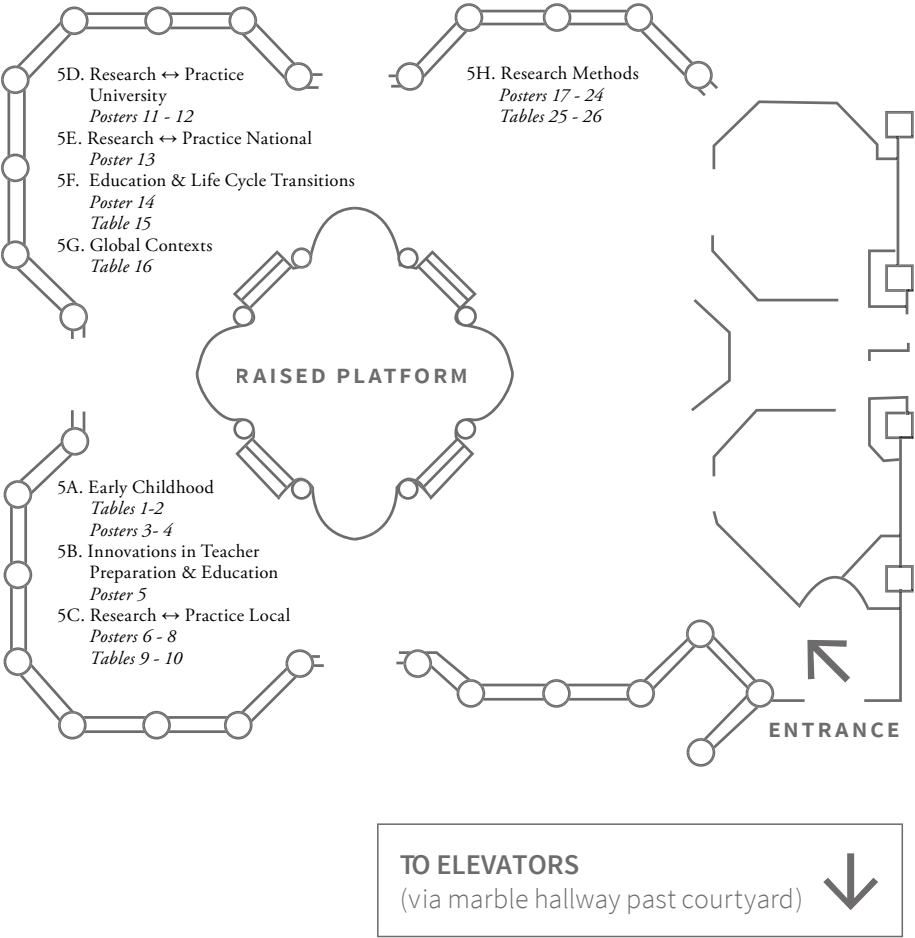 5D. Research ↔ Practice
University
Posters 11 - 12
5E. Research ↔ Practice National
Poster 13
5F. Education & Life Cycle Transitions
Poster 14
Table 15
5G. Global Contexts
Table 16
5H. Research Methods
Posters 17 - 24
Tables 25 - 26
RAISED PLATFORM
5A. Early Childhood
Tables 1-2
Posters 3- 4
5B. Innovations in Teacher
Preparation & Education
Poster 5
5C. Research ↔ Practice Local
Posters 6 - 8
Tables 9 - 10
ENTRANCE
TO ELEVATORS
(via marble hallway past courtyard)